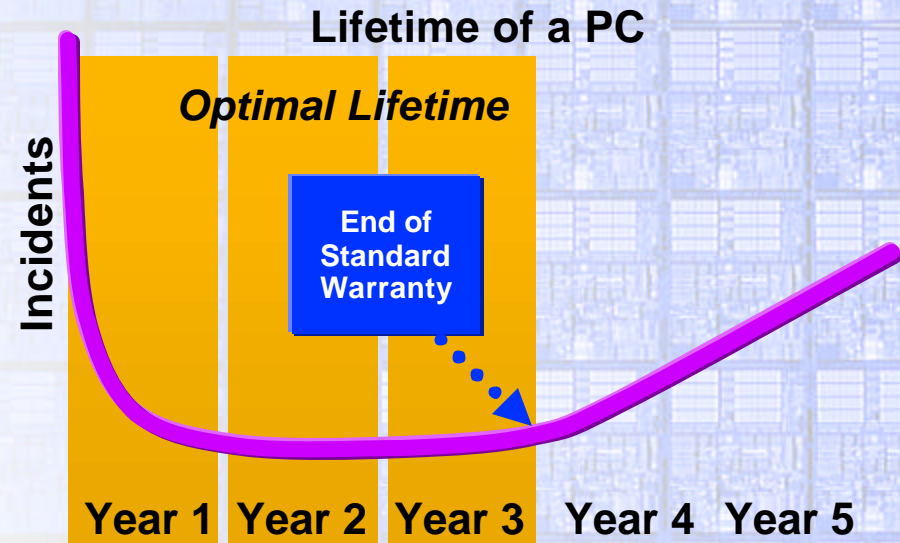 Lifetime of a PC
Optimal Lifetime
Incidents
End of
Standard
Warranty
Year 1 Year 2 Year 3 Year 4 Year 5